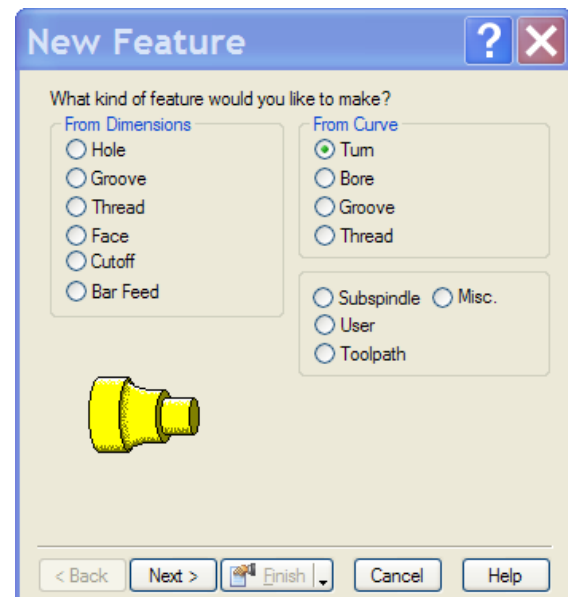 New Feature
What kind of feature would you like to make?
From Dimensions
Hole
Groove
Thread
Face
Cutoff
Bar Feed
From Curve
Turn
Bore
Groove
Thread
Subspindle Misc.
User
Toolpath
< Back Next > Finish Cancel Help